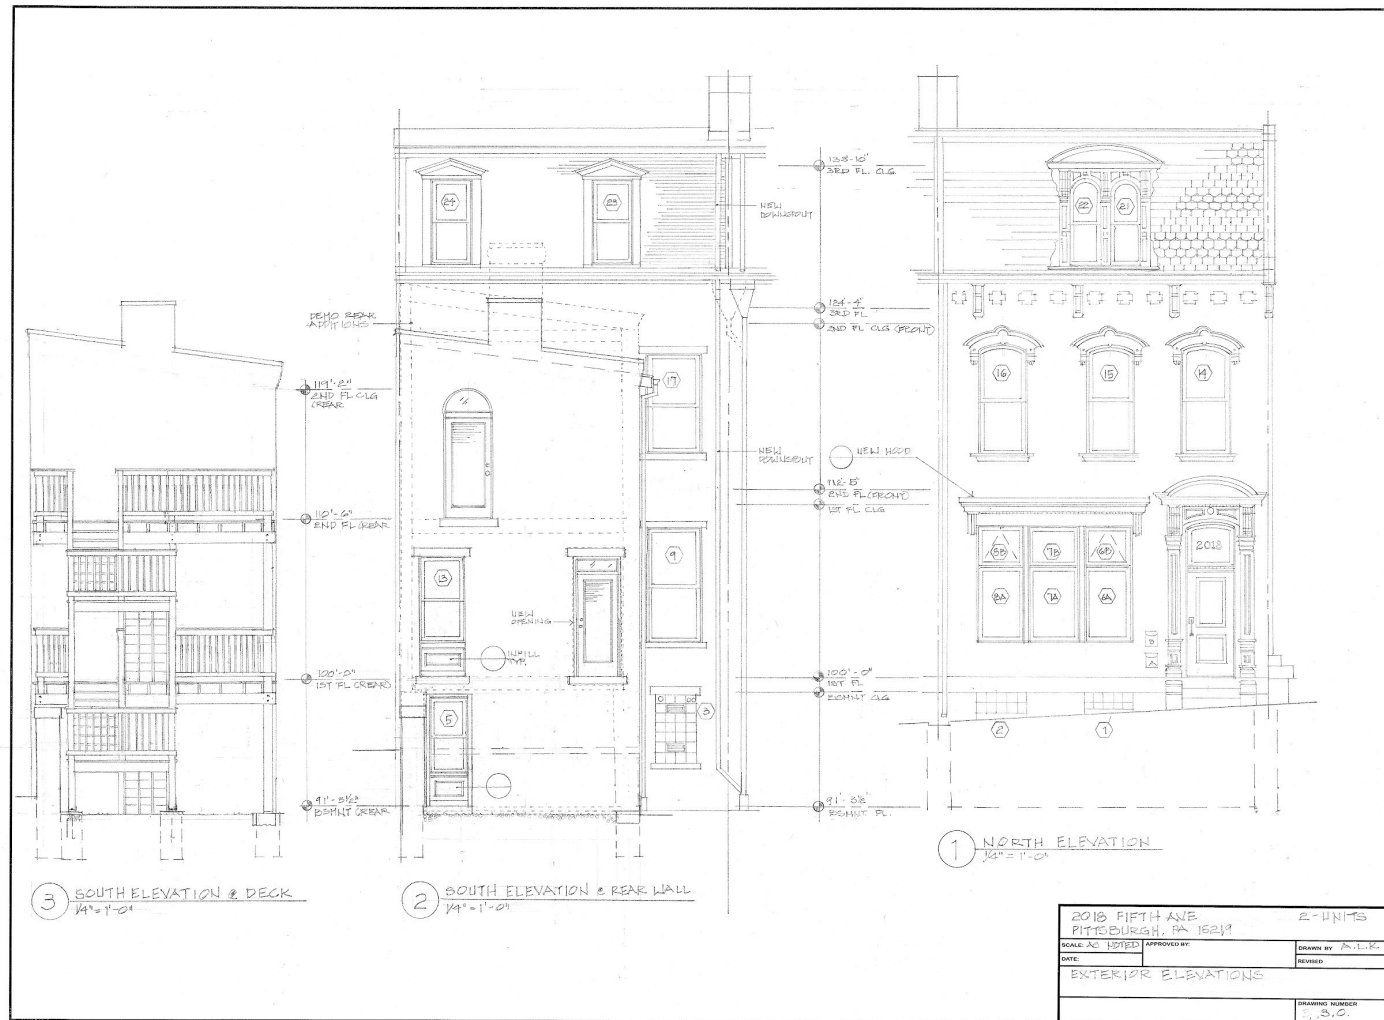 24
23
22
21
NEW
DOWNSPOUT
133'-10"
3RD FL. CLG
DEMO REAR
ADDITIONS
124'-4"
3RD FL
2ND FL CLG (FRONT)
119'-2"
2ND FL CLG
(REAR
17
16
15
14
NEW
DOWNSPOUT
NEW HOOD
112'-5"
2ND FL (FRONT)
1ST FL CLG
110'-6"
2ND FL (REAR
13
9
NEW
OPENING
INFILL
TYP.
8B
7B
6B
2018
8A
7A
6A
B
A
100'-0"
1ST FL (REAR)
100'-0"
1ST FL
BSMNT CLG
5
3
2
1
91'-3½"
BSMNT (REAR
91'-3½"
BSMNT FL.
3 SOUTH ELEVATION @ DECK
1/4" = 1'-0"
2 SOUTH ELEVATION @ REAR WALL
1/4" = 1'-0"
1 NORTH ELEVATION
1/4" = 1'-0"
2018 FIFTH AVE 2-UNITS
PITTSBURGH, PA 15219
SCALE: AS NOTED APPROVED BY: DRAWN BY A.L.K
DATE: REVISED
EXTERIOR ELEVATIONS
DRAWING NUMBER
3.0.